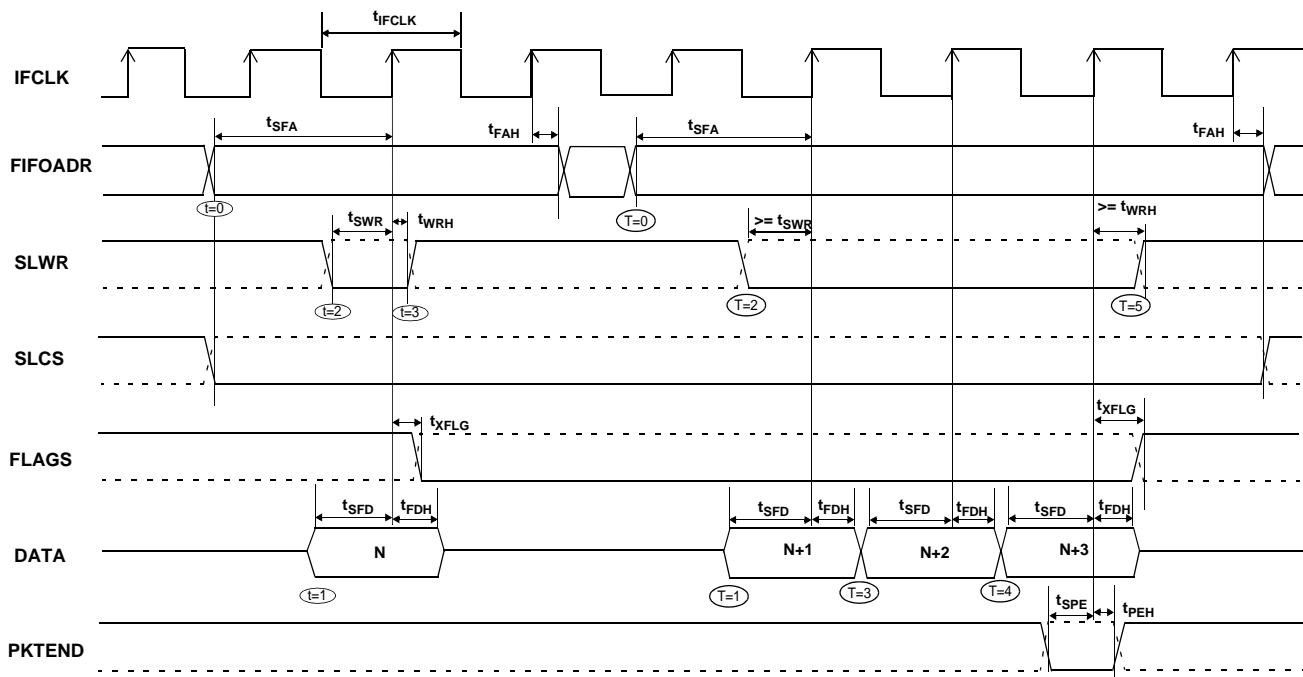 tIFCLK
IFCLK
tSFA
tFAH
tSFA
tFAH
FIFOADR
t=0
tSWR
tWRH
T=0
>= tSWR
>= tWRH
SLWR
t=2
t=3
T=2
T=5
SLCS
tXFLG
tXFLG
FLAGS
tSFD
tFDH
tSFD
tFDH
tSFD
tFDH
tSFD
tFDH
DATA
N
N+1
N+2
N+3
t=1
T=1
T=3
T=4
tSPE
tPEH
PKTEND